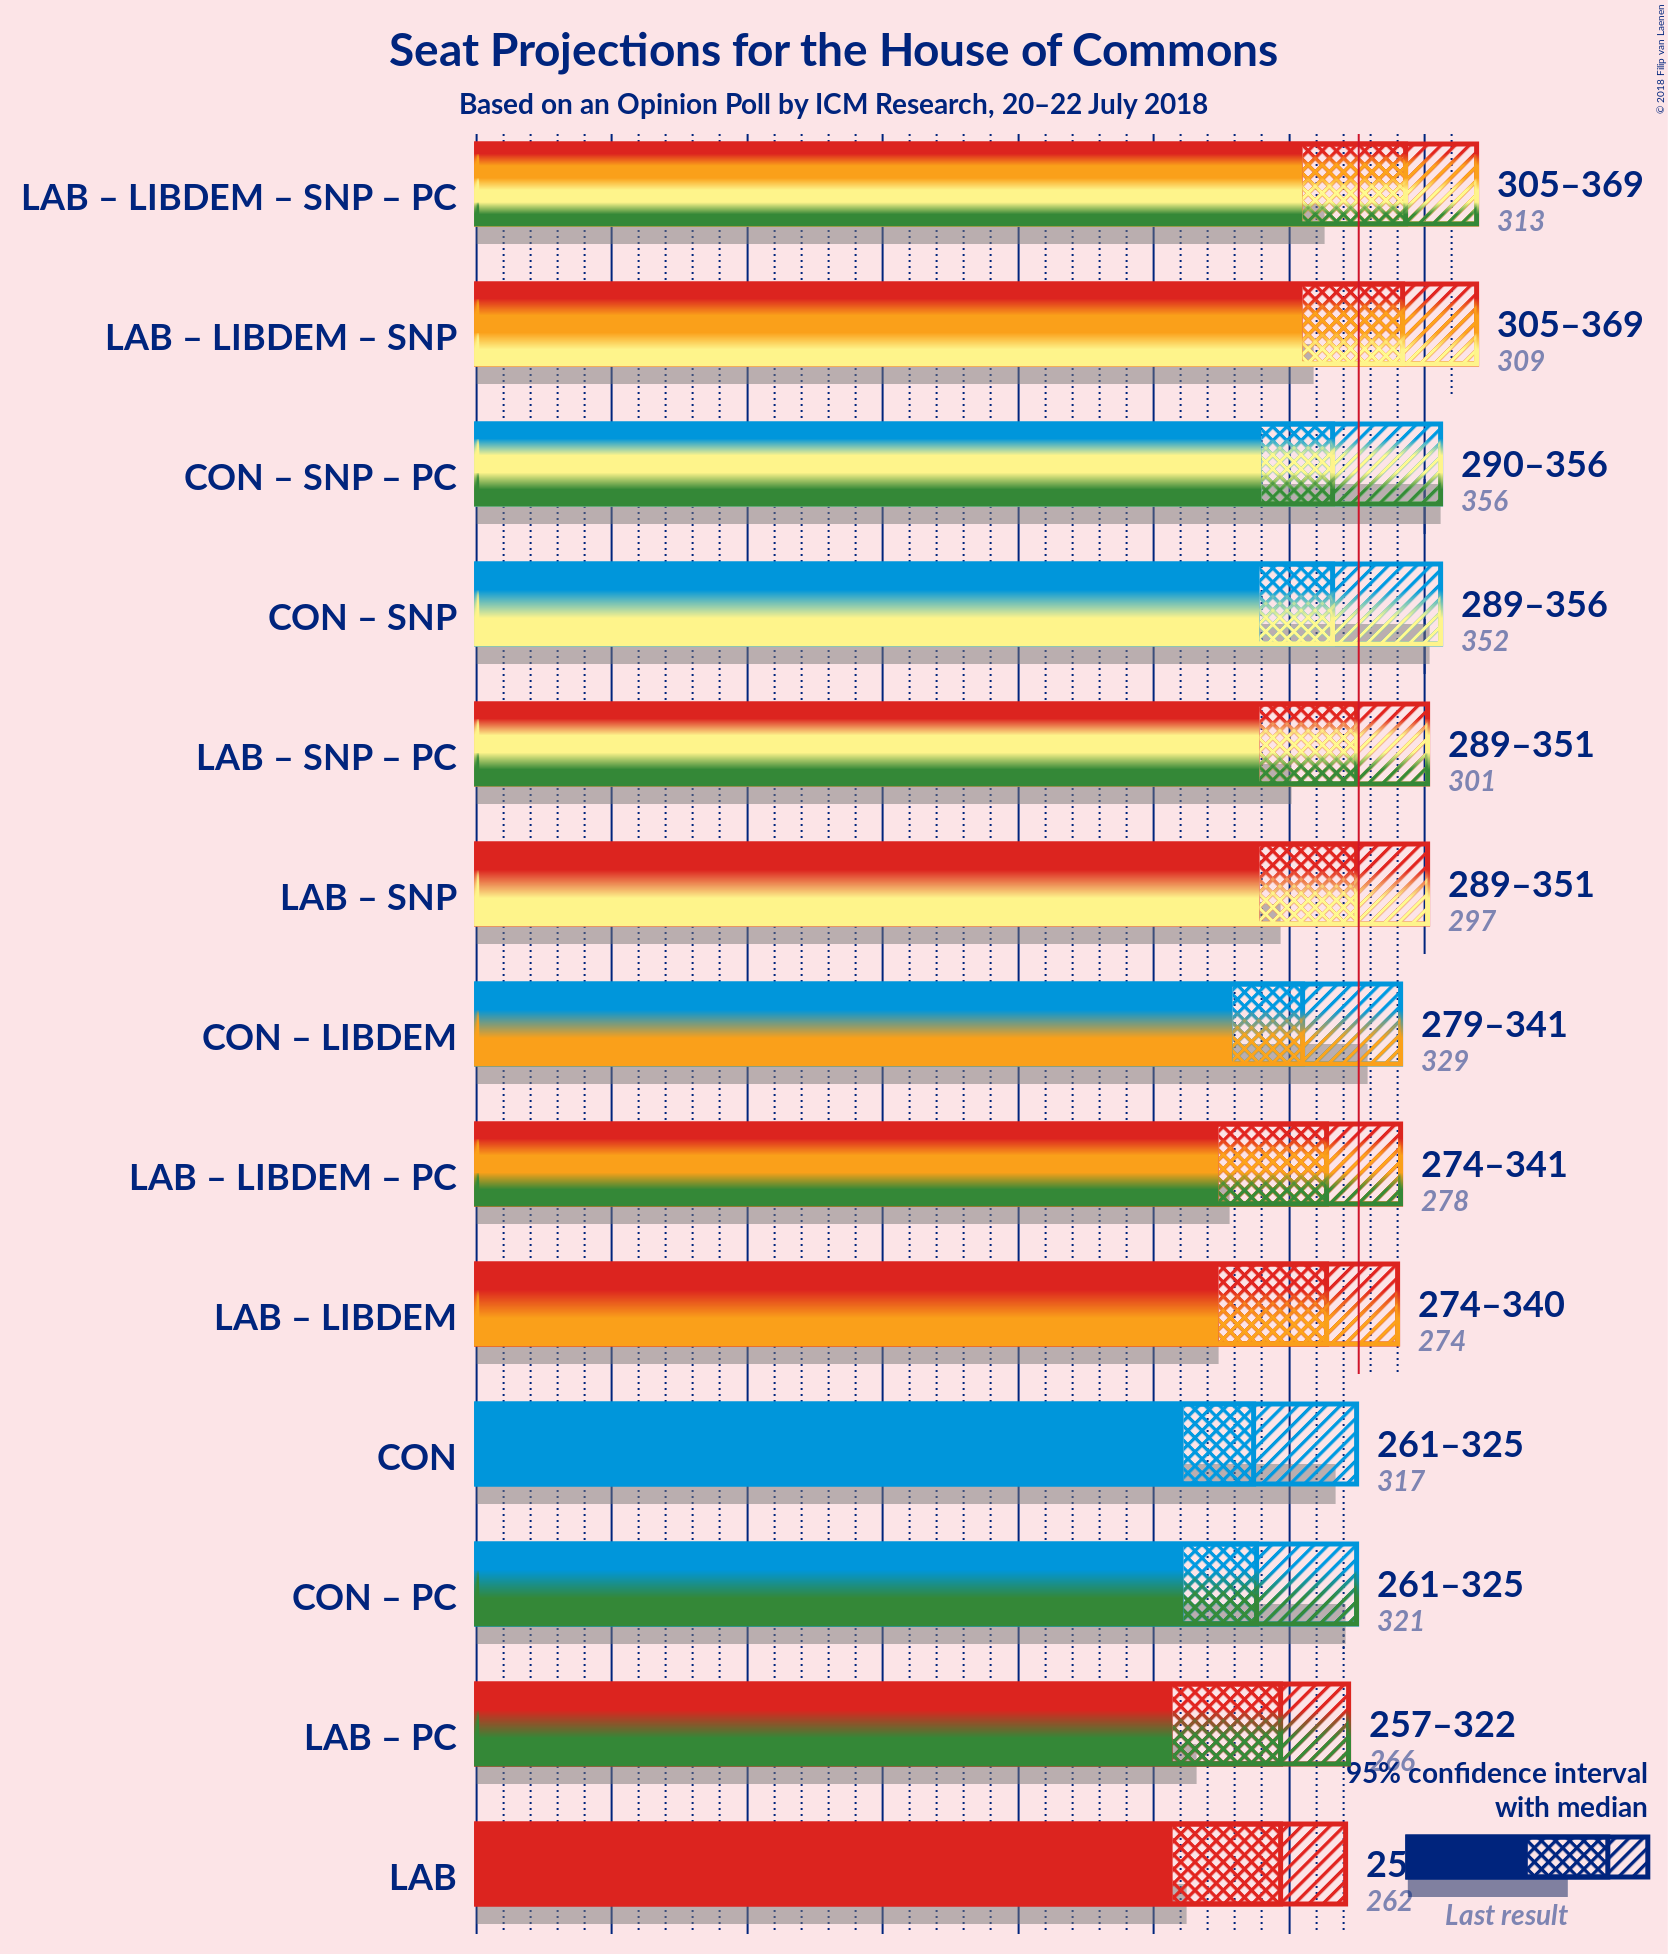 © 2018 Filip van Laenen
Seat Projections for the House of Commons
Based on an Opinion Poll by ICM Research, 20–22 July 2018
LAB – LIBDEM – SNP – PC
305–369
313
LAB – LIBDEM – SNP
305–369
309
CON – SNP – PC
290–356
356
CON – SNP
289–356
352
LAB – SNP – PC
289–351
301
LAB – SNP
289–351
297
CON – LIBDEM
279–341
329
LAB – LIBDEM – PC
274–341
278
LAB – LIBDEM
274–340
274
CON
261–325
317
CON – PC
261–325
321
LAB – PC
257–322
266
95% confidence interval
with median
LAB
25
262
Last result